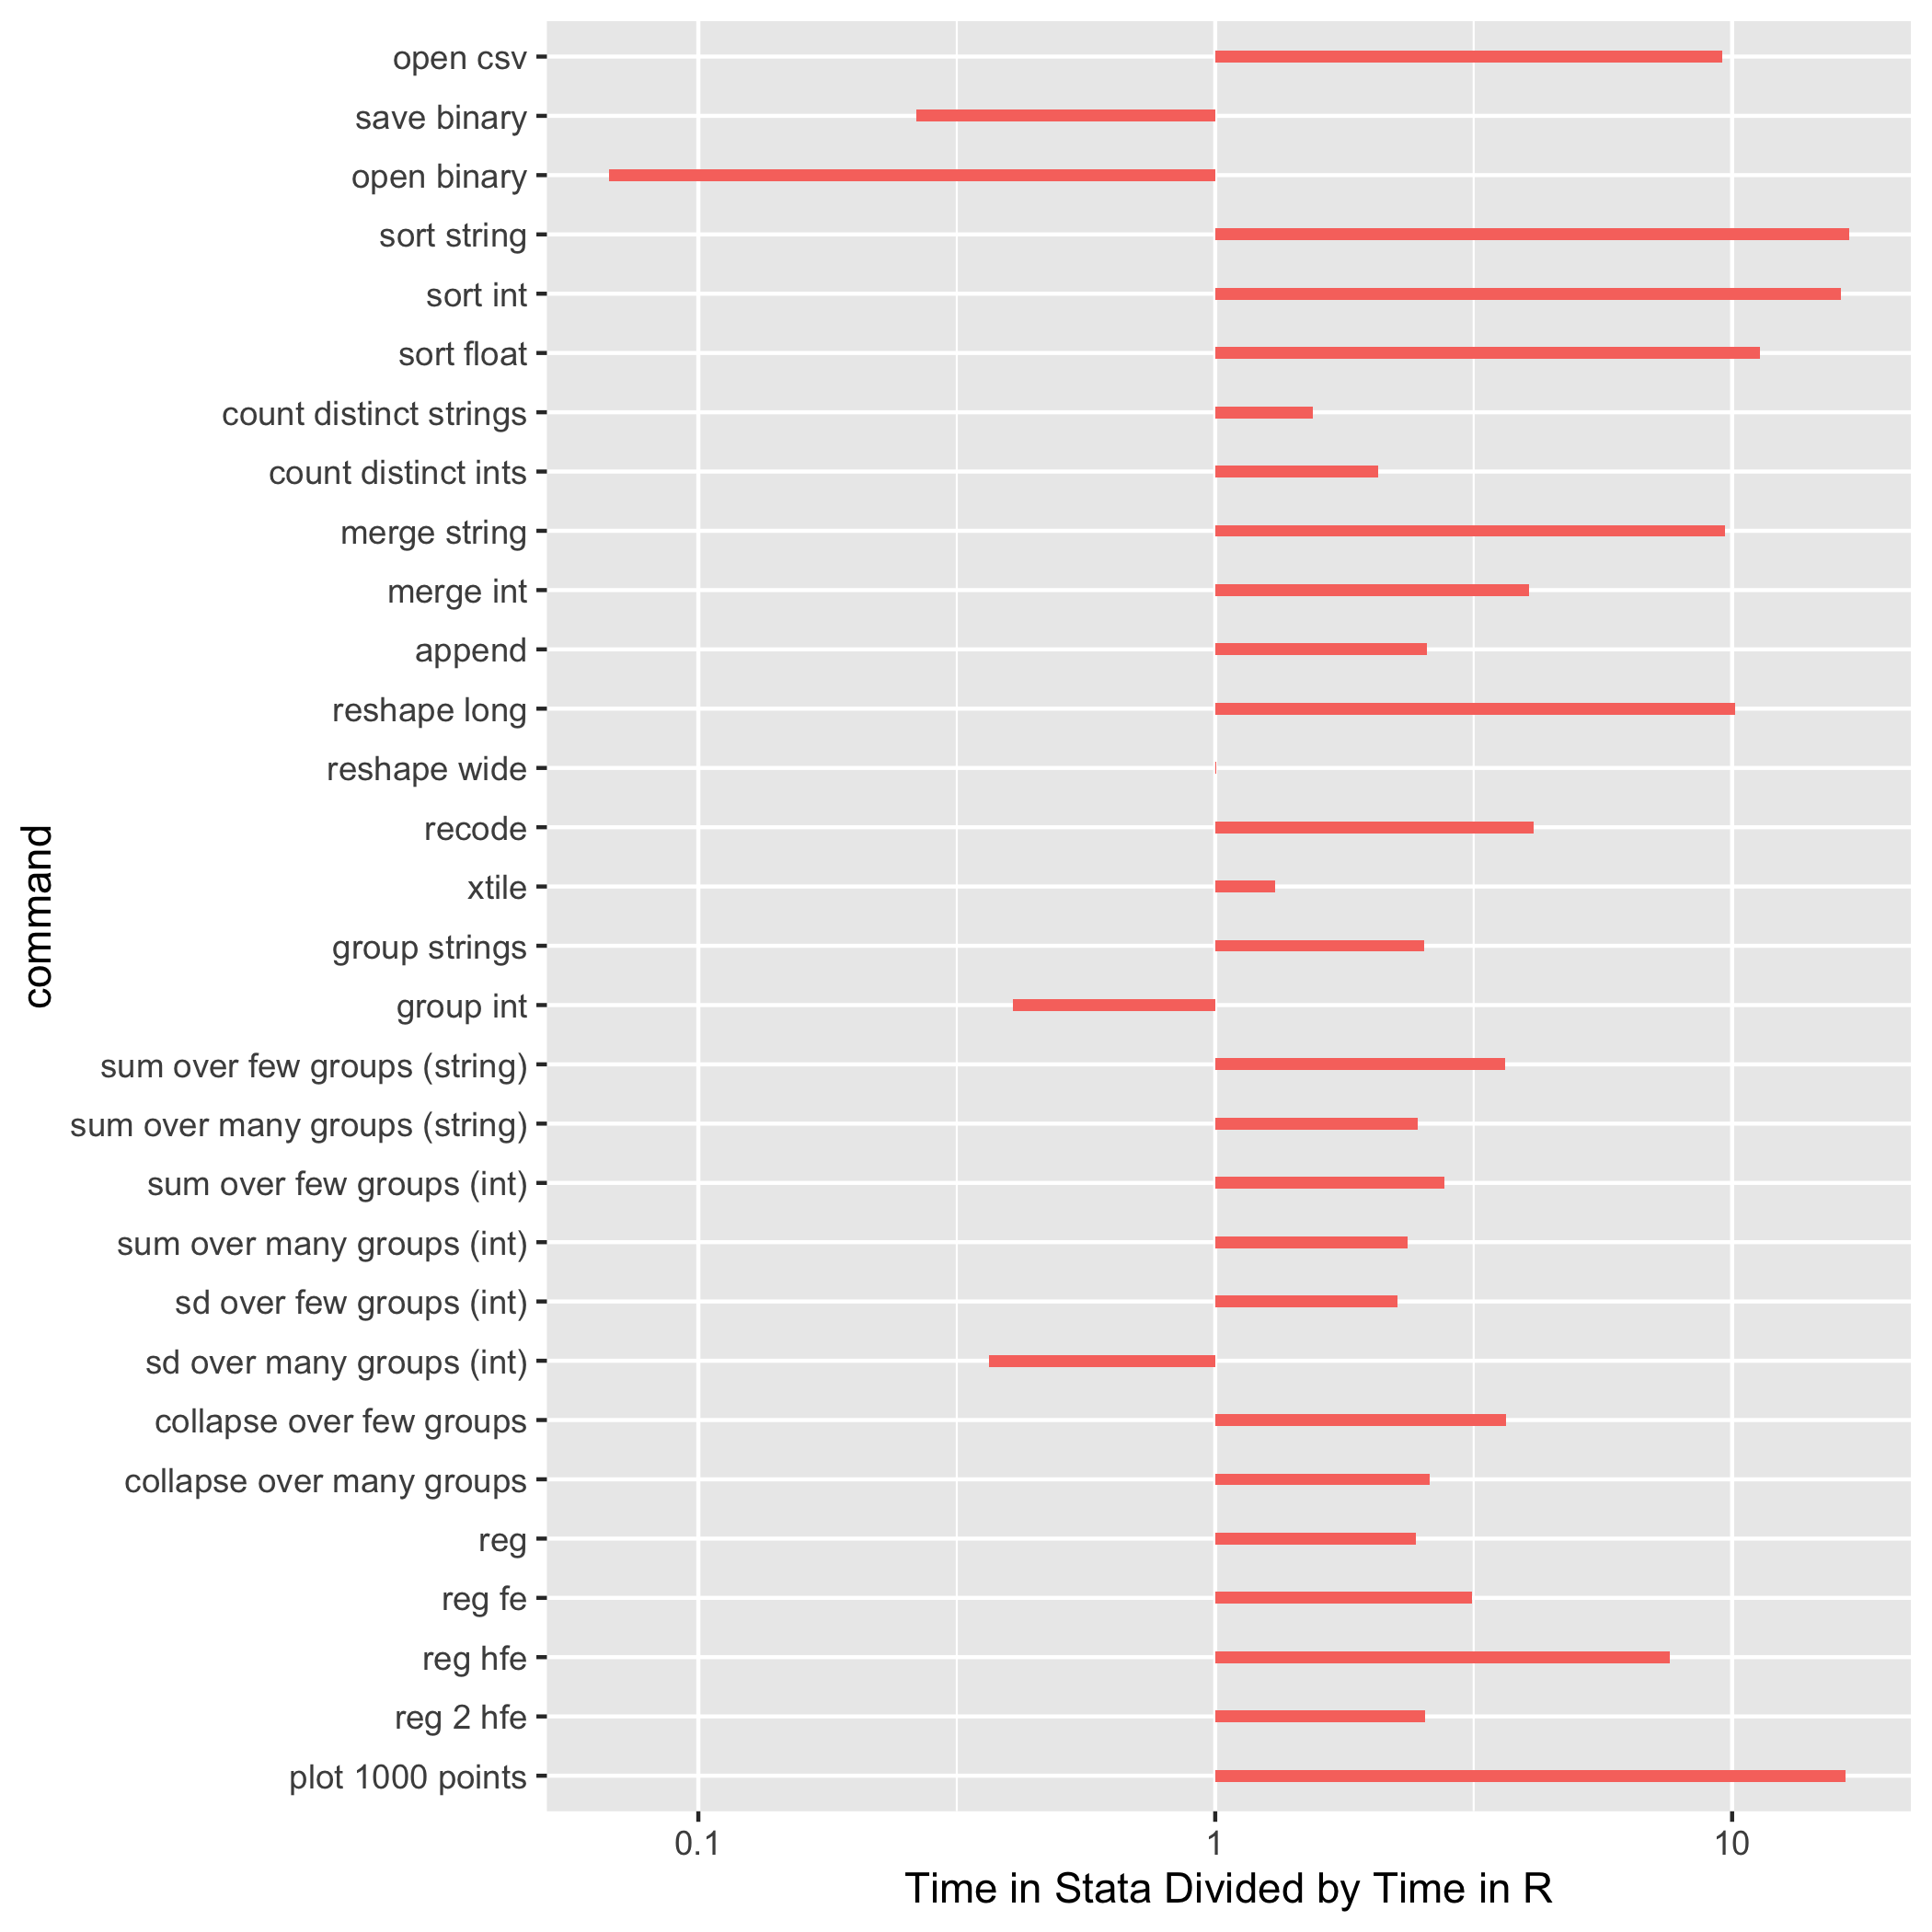 open csv
save binary
open binary
sort string
sort int
sort float
count distinct strings
count distinct ints
merge string
merge int
append
reshape long
reshape wide
recode
xtile
group strings
group int
sum over few groups (string)
sum over many groups (string)
sum over few groups (int)
sum over many groups (int)
sd over few groups (int)
sd over many groups (int)
collapse over few groups
collapse over many groups
reg
reg fe
reg hfe
reg 2 hfe
plot 1000 points
command
0.1 1 10
Time in Stata Divided by Time in R